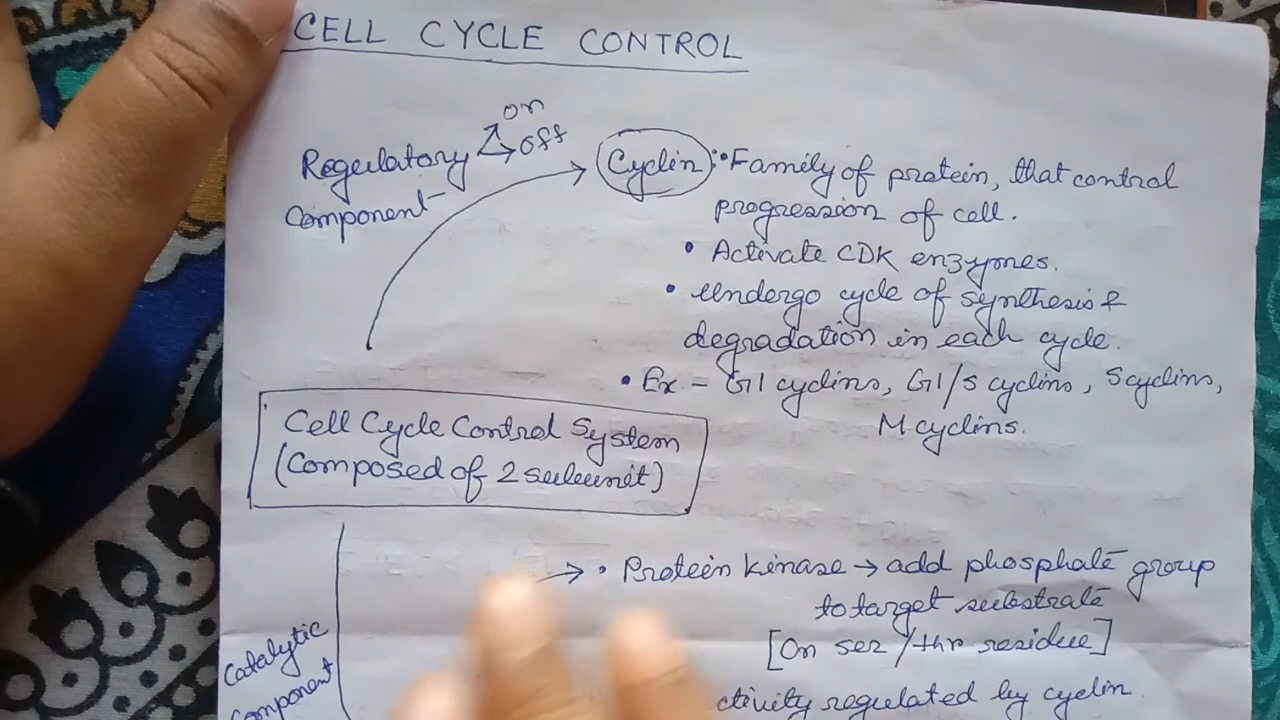 CELL CYCLE CONTROL
on
Regulatory off
Component
Cyclin : • Family of protein, that control
progression of cell.
• Activate CDK enzymes.
• undergo cycle of synthesis &
degradation in each cycle.
• Ex - G1 cyclins, G1/S cyclins, S cyclins,
M cyclins.
Cell Cycle Control System
(Composed of 2 subunit)
→ • Protein kinase → add phosphate group
to target substrate
[On ser/thr residue]
Catalytic
Component
ctivity regulated by cyclin.